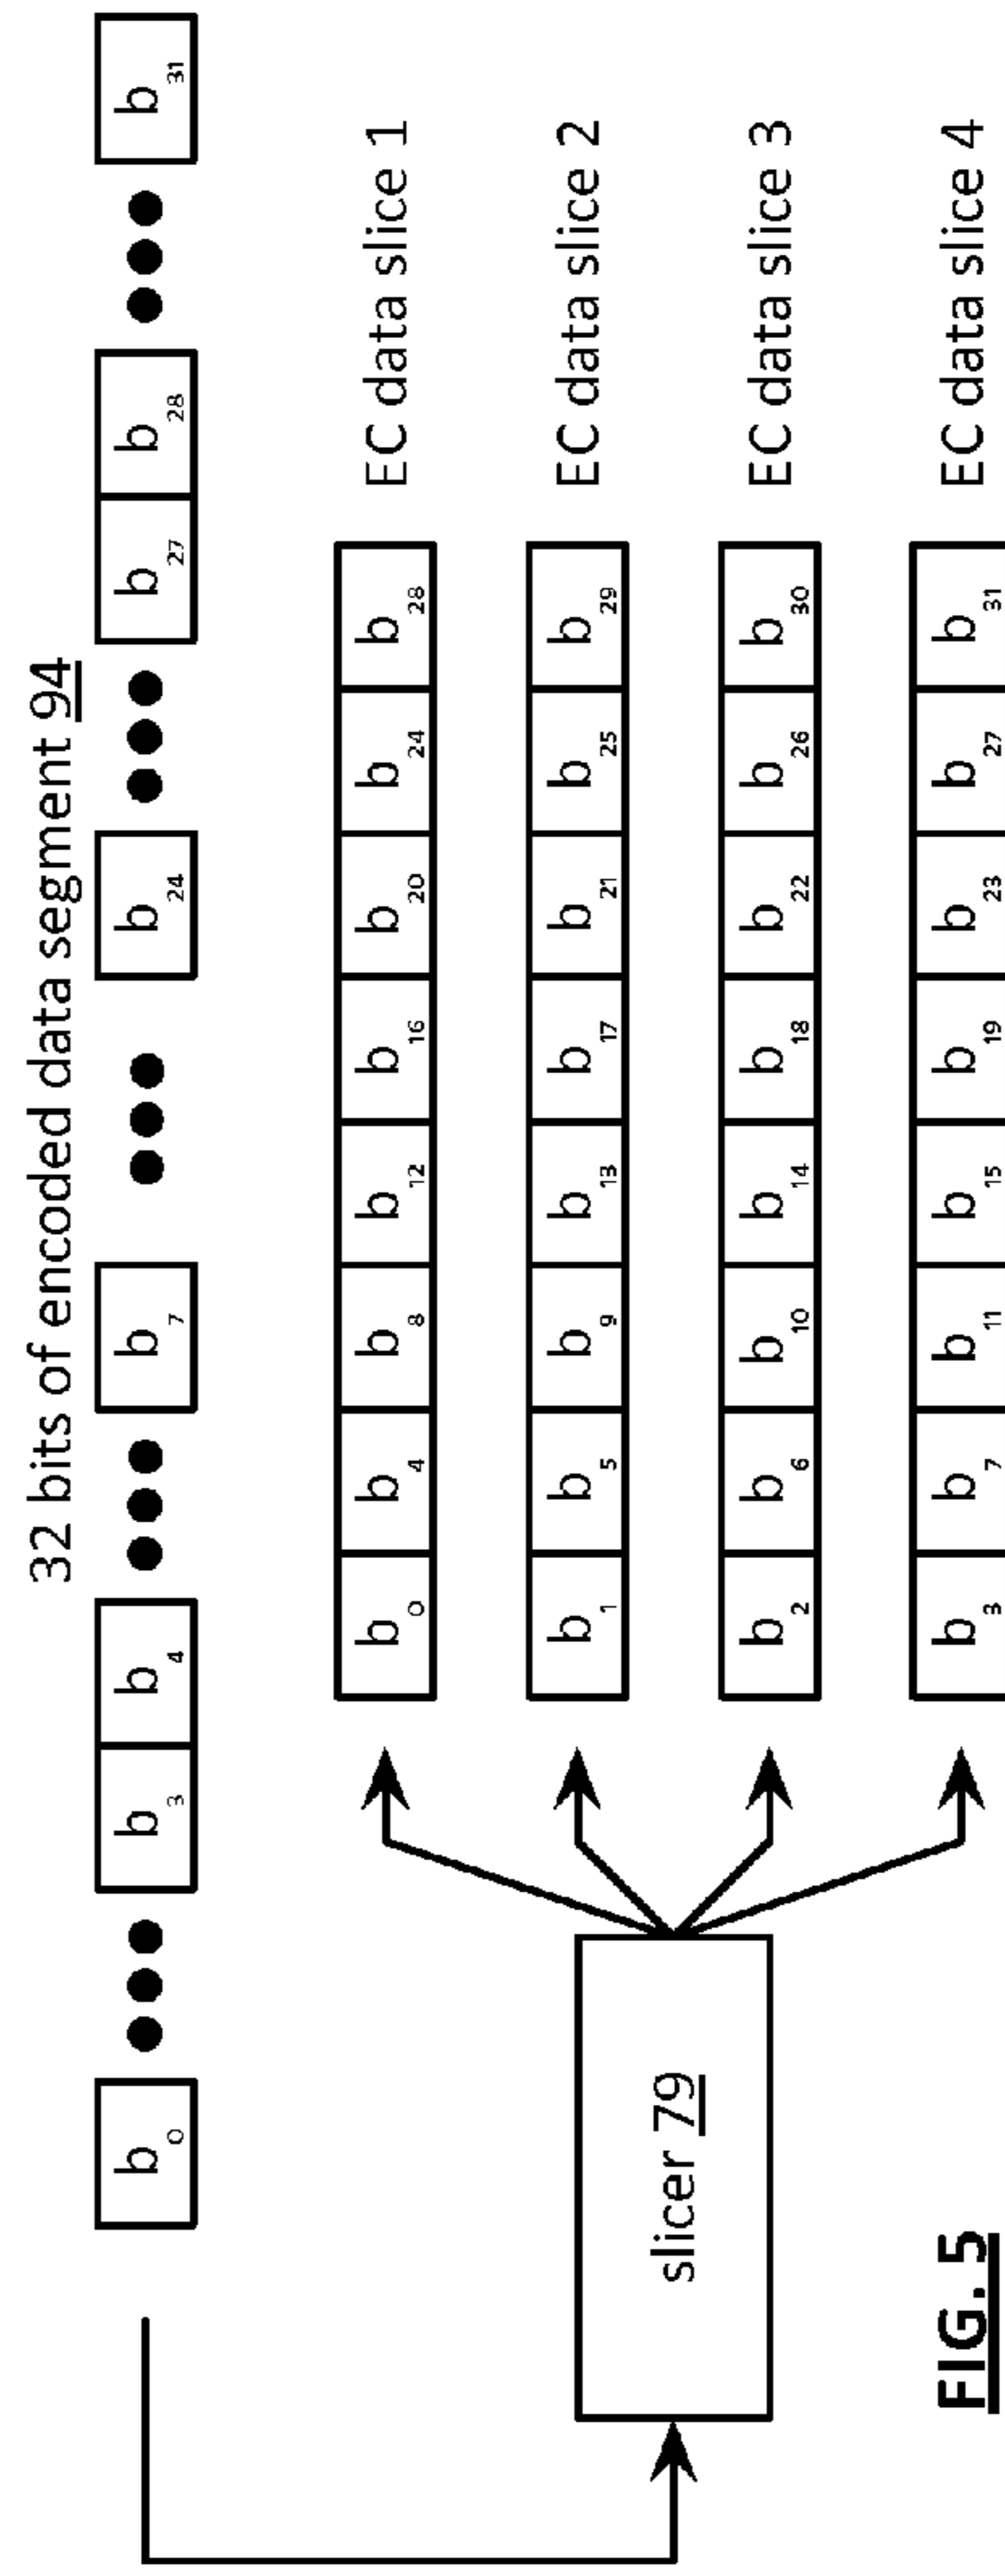 32 bits of encoded data segment 94
b0 ••• b3 b4 ••• b7 ••• b24 ••• b27 b28 ••• b31
b0 b4 b8 b12 b16 b20 b24 b28 EC data slice 1
b1 b5 b9 b13 b17 b21 b25 b29 EC data slice 2
slicer 79
b2 b6 b10 b14 b18 b22 b26 b30 EC data slice 3
b3 b7 b11 b15 b19 b23 b27 b31 EC data slice 4
FIG. 5